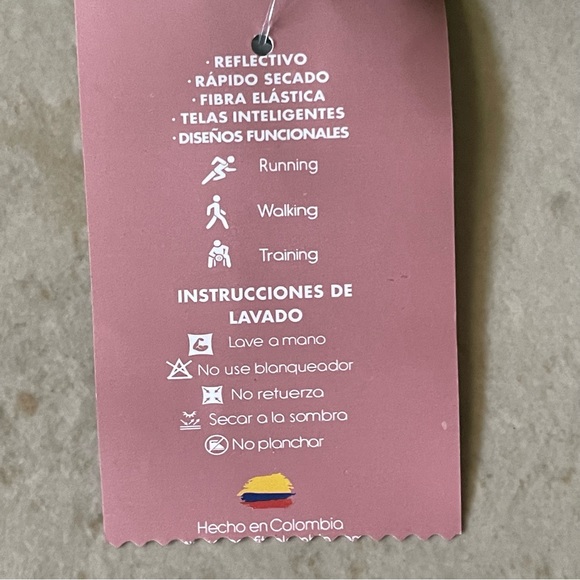 · REFLECTIVO
· RÁPIDO SECADO
· FIBRA ELÁSTICA
· TELAS INTELIGENTES
· DISEÑOS FUNCIONALES
Running
Walking
Training
INSTRUCCIONES DE
LAVADO
Lave a mano
No use blanqueador
No retuerza
Secar a la sombra
No planchar
Hecho en Colombia